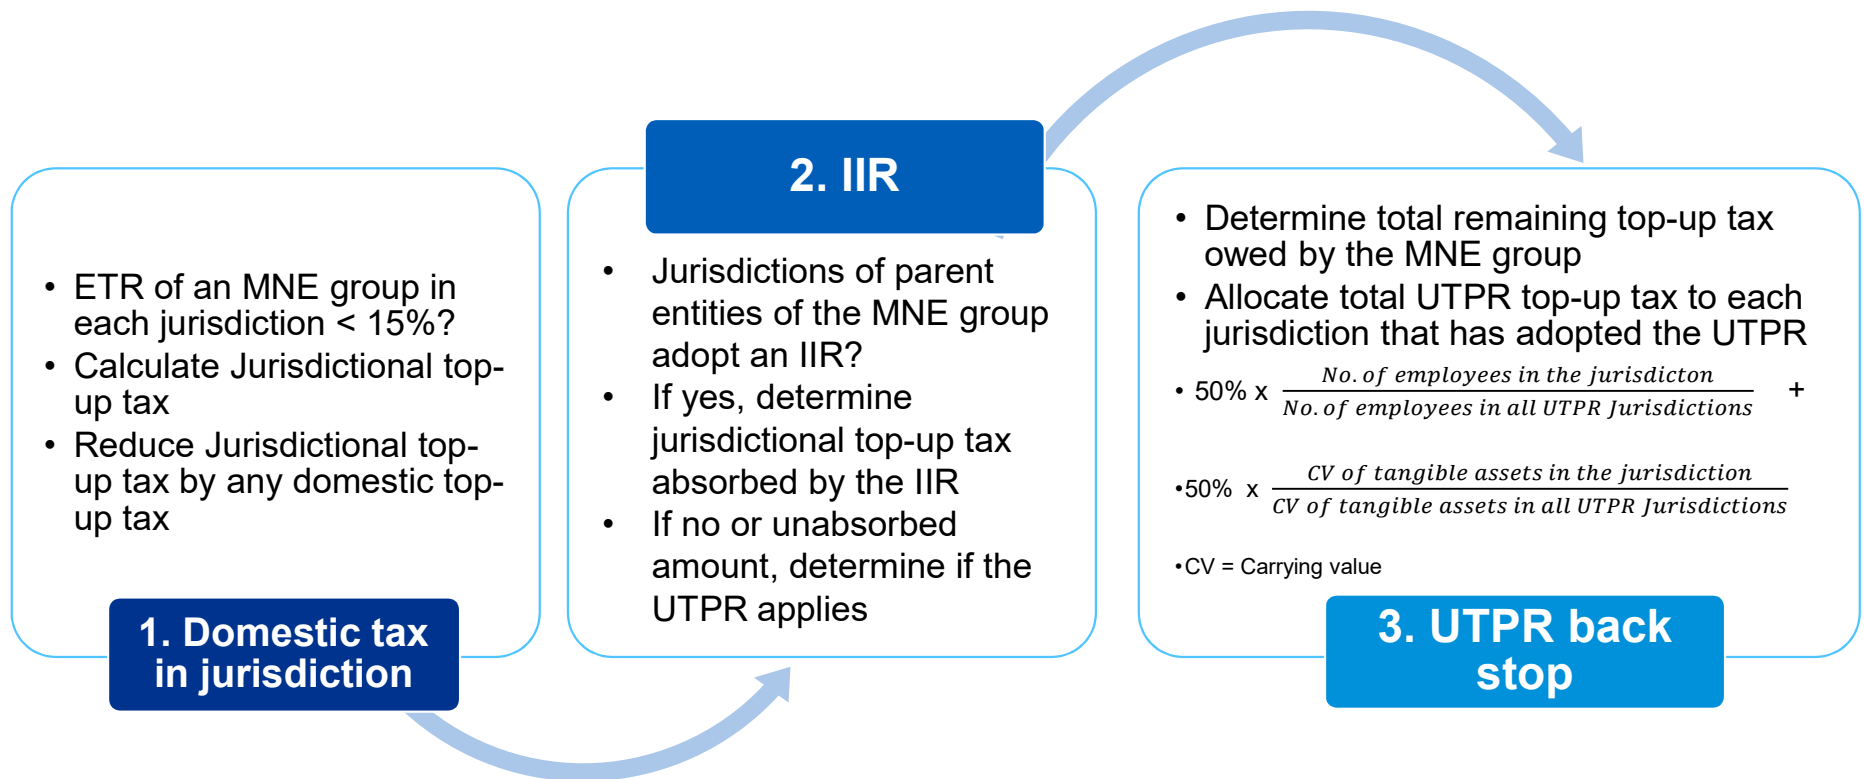 • ETR of an MNE group in
each jurisdiction < 15%?
• Calculate Jurisdictional top-
up tax
• Reduce Jurisdictional top-
up tax by any domestic top-
up tax
1. Domestic tax
in jurisdiction
2. IIR
• Jurisdictions of parent
entities of the MNE group
adopt an IIR?
• If yes, determine
jurisdictional top-up tax
absorbed by the IIR
• If no or unabsorbed
amount, determine if the
UTPR applies
• Determine total remaining top-up tax
owed by the MNE group
• Allocate total UTPR top-up tax to each
jurisdiction that has adopted the UTPR
No. of employees in the jurisdicton
• 50% x +
No. of employees in all UTPR Jurisdictions
CV of tangible assets in the jurisdiction
•50% x
CV of tangible assets in all UTPR Jurisdictions
•CV = Carrying value
3. UTPR back
stop